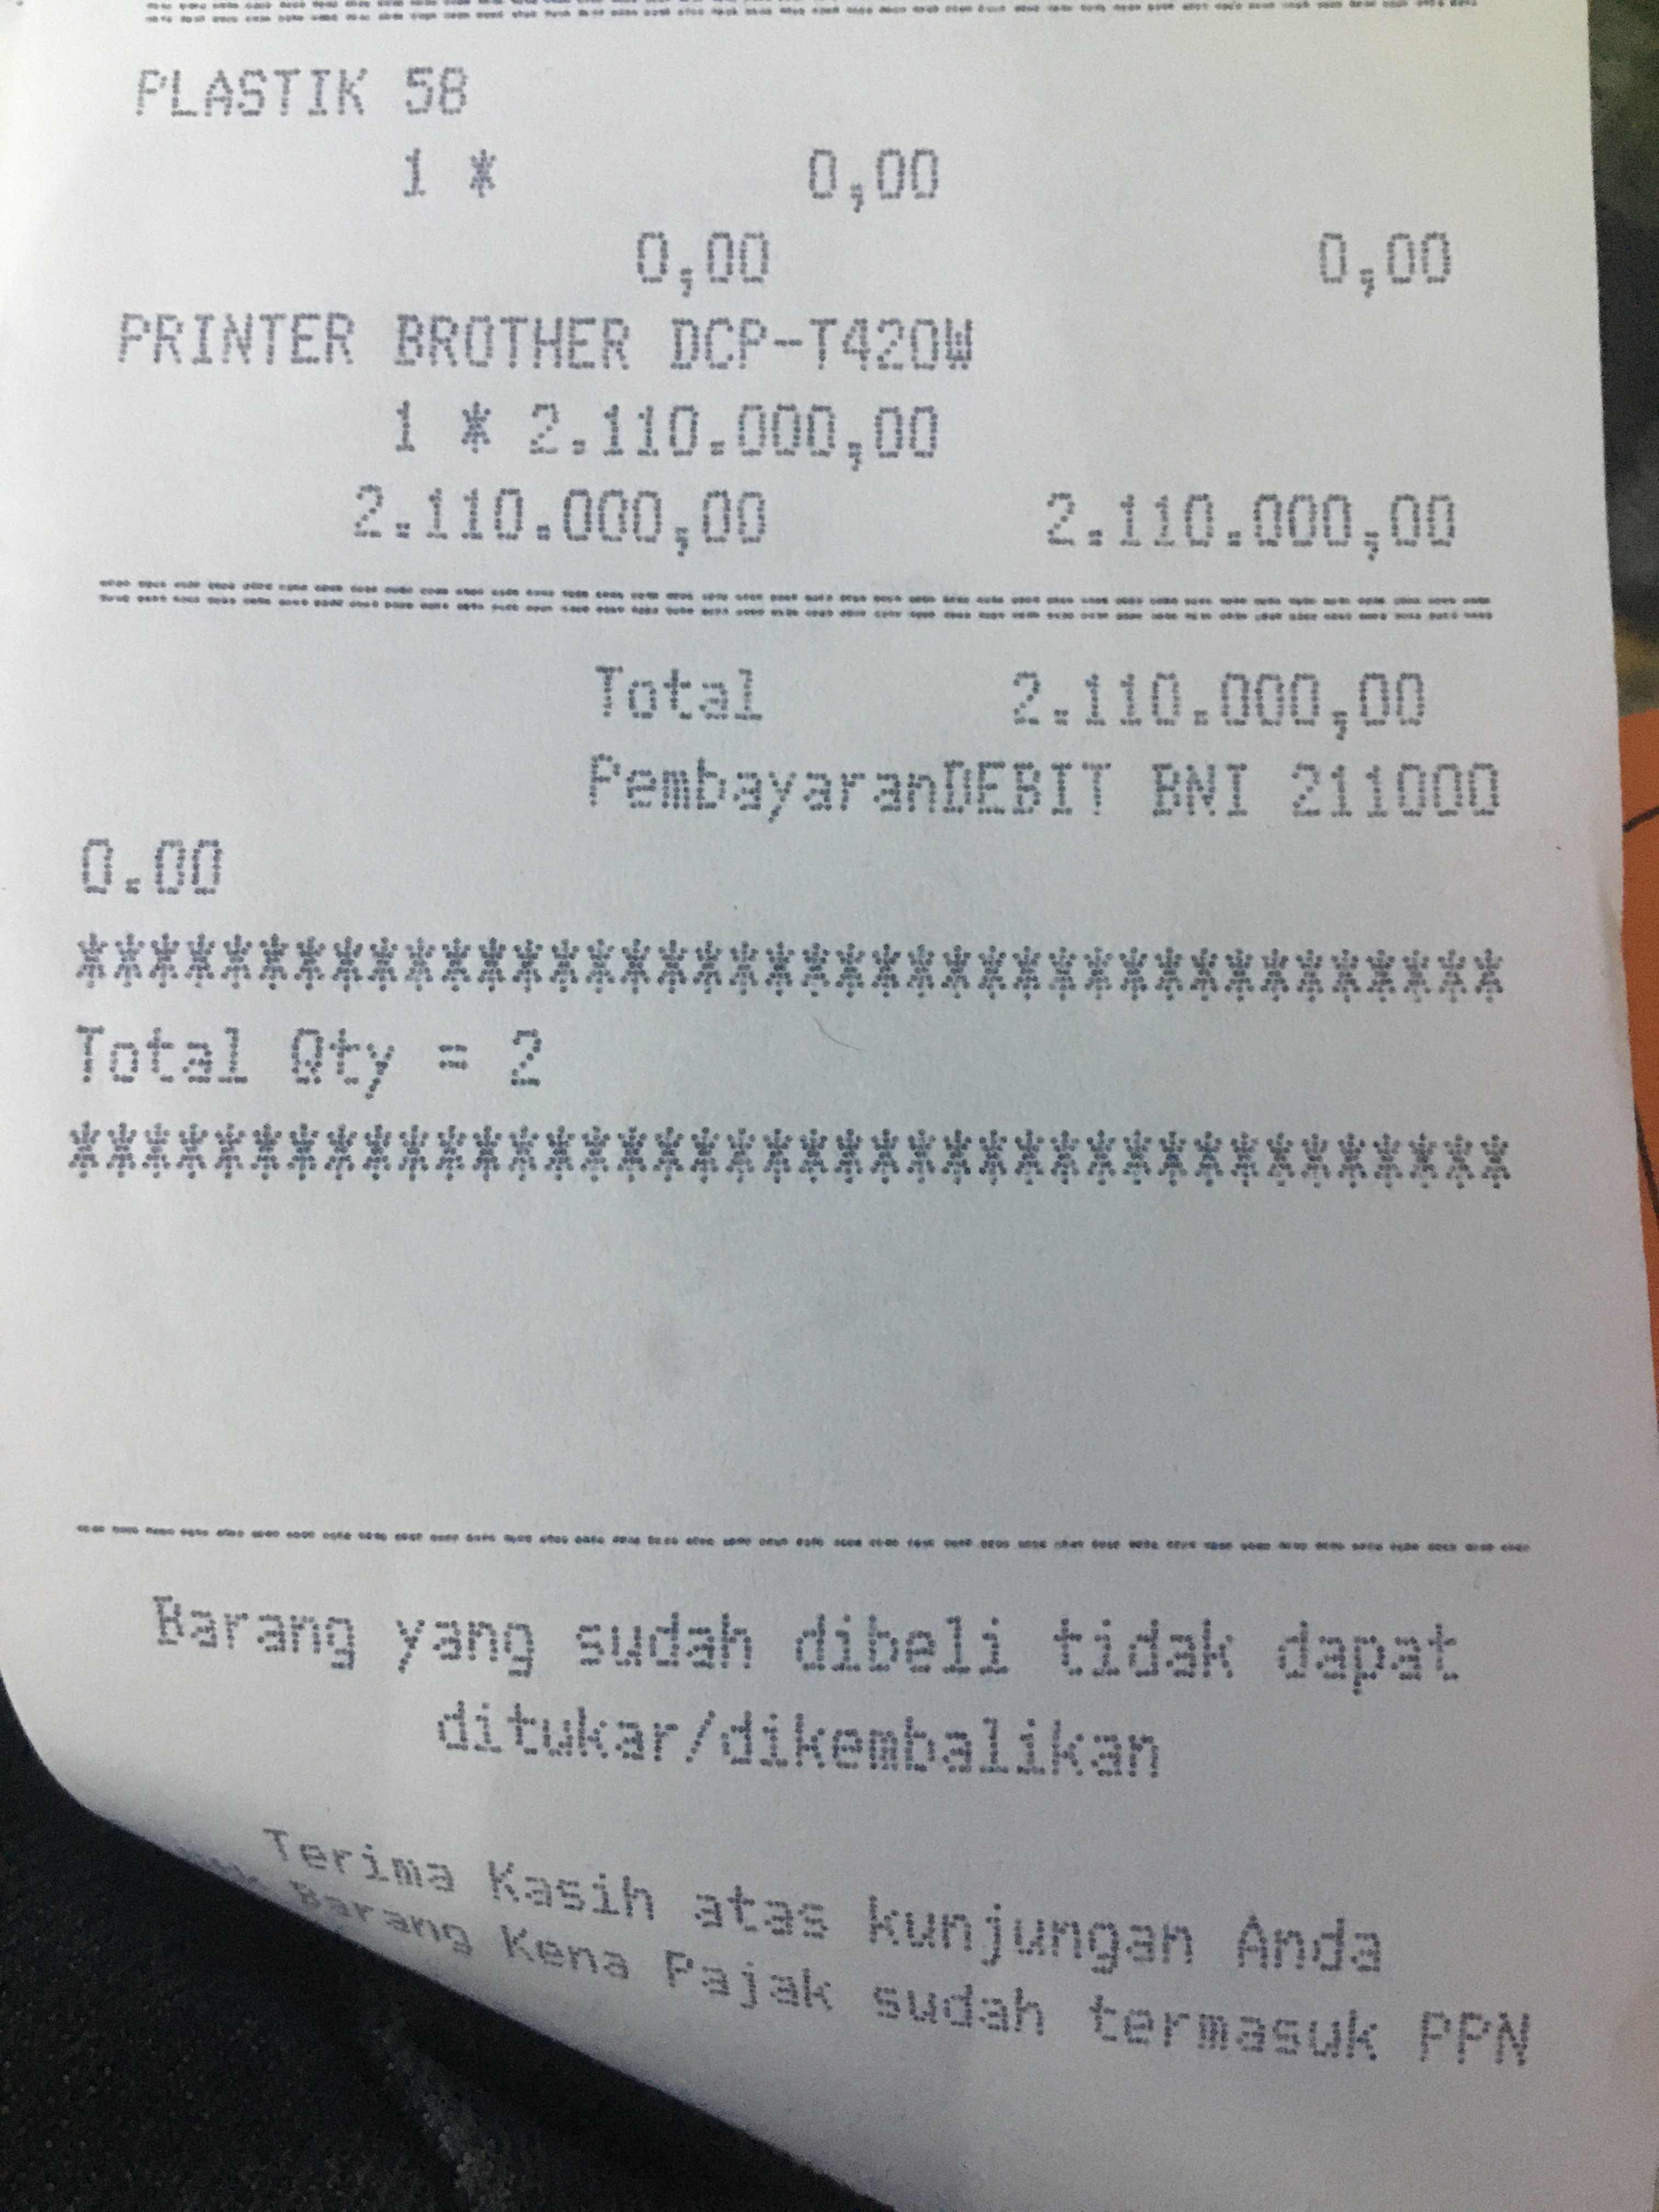 PLASTIK 58
1 * 0,00
0,00 0,00
PRINTER BROTHER DCP-T420W
1 * 2.110.000,00
2.110.000,00 2.110.000,00
Total 2.110.000,00
PembayaranDEBIT BNI 211000
0.00
****************************************
Total Qty = 2
****************************************
Barang yang sudah dibeli tidak dapat
ditukar/dikembalikan
Terima Kasih atas Kunjungan Anda
Barang Kena Pajak sudah termasuk PPN